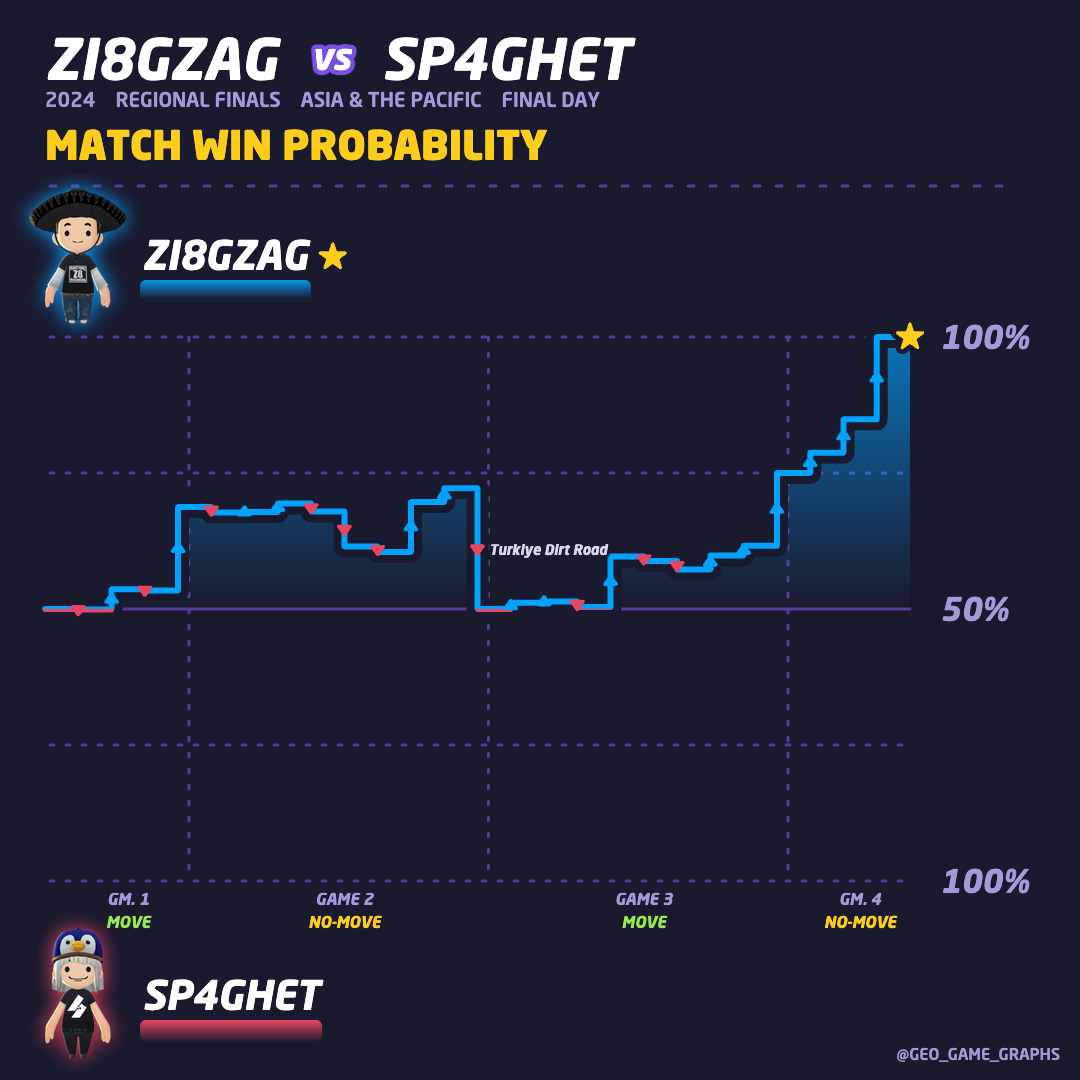 ZI8GZAG VS SP4GHET
2024 REGIONAL FINALS ASIA & THE PACIFIC FINAL DAY
MATCH WIN PROBABILITY
ZI8GZAG
100%
Turkiye Dirt Road
50%
100%
GM. 1 GAME 2 GAME 3 GM. 4
MOVE NO-MOVE MOVE NO-MOVE
SP4GHET
@GEO_GAME_GRAPHS